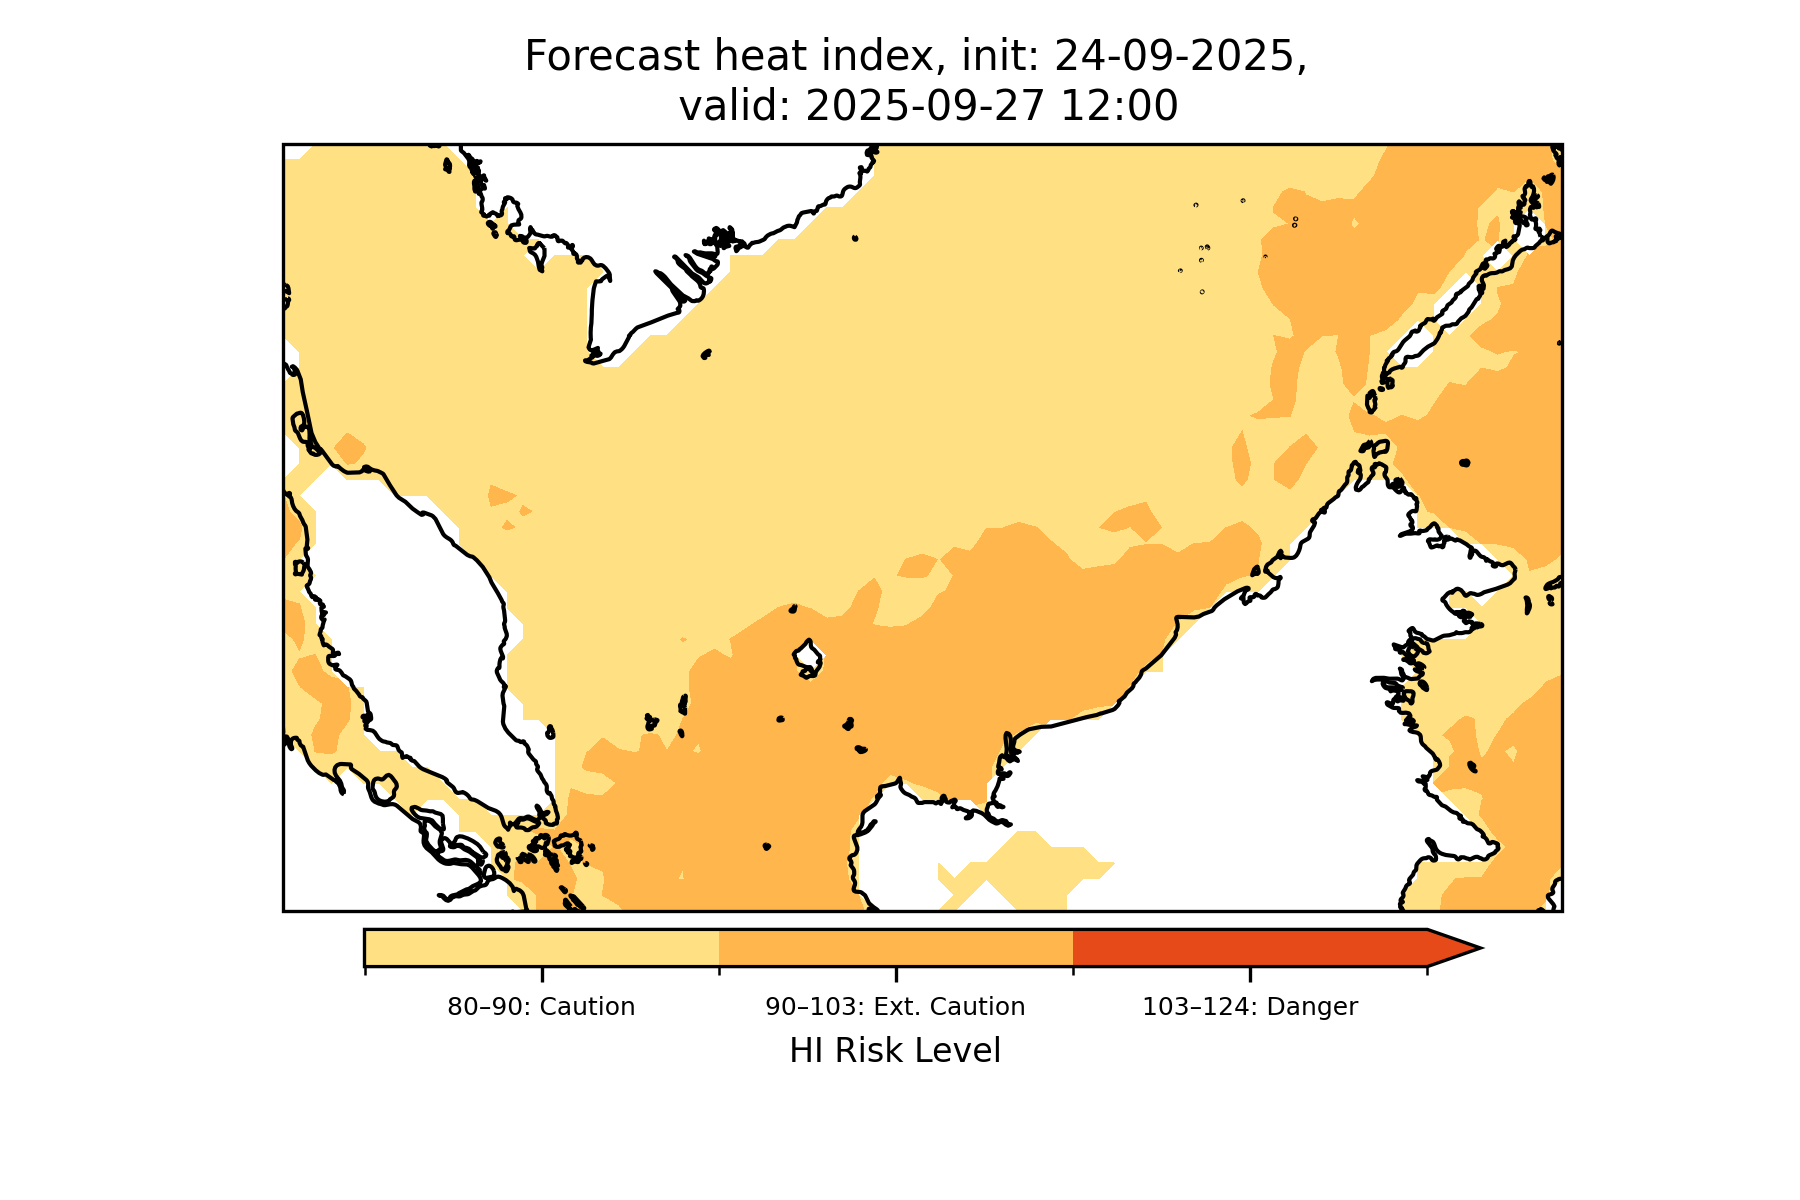 Forecast heat index, init: 24-09-2025,
valid: 2025-09-27 12:00
80–90: Caution
90–103: Ext. Caution
103–124: Danger
HI Risk Level